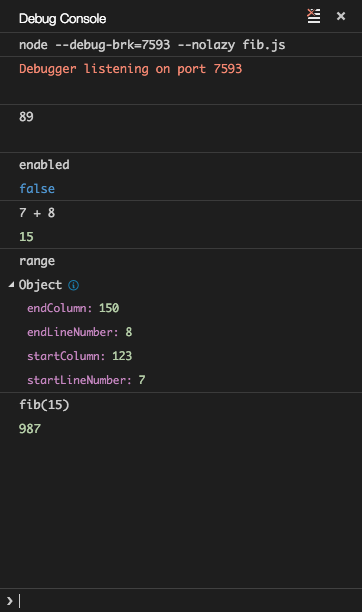 Debug Console
node --debug-brk=7593 --nolazy fib.js
Debugger listening on port 7593
89
enabled
false
7 + 8
15
range
Object
endColumn: 150
endLineNumber: 8
startColumn: 123
startLineNumber: 7
fib(15)
987